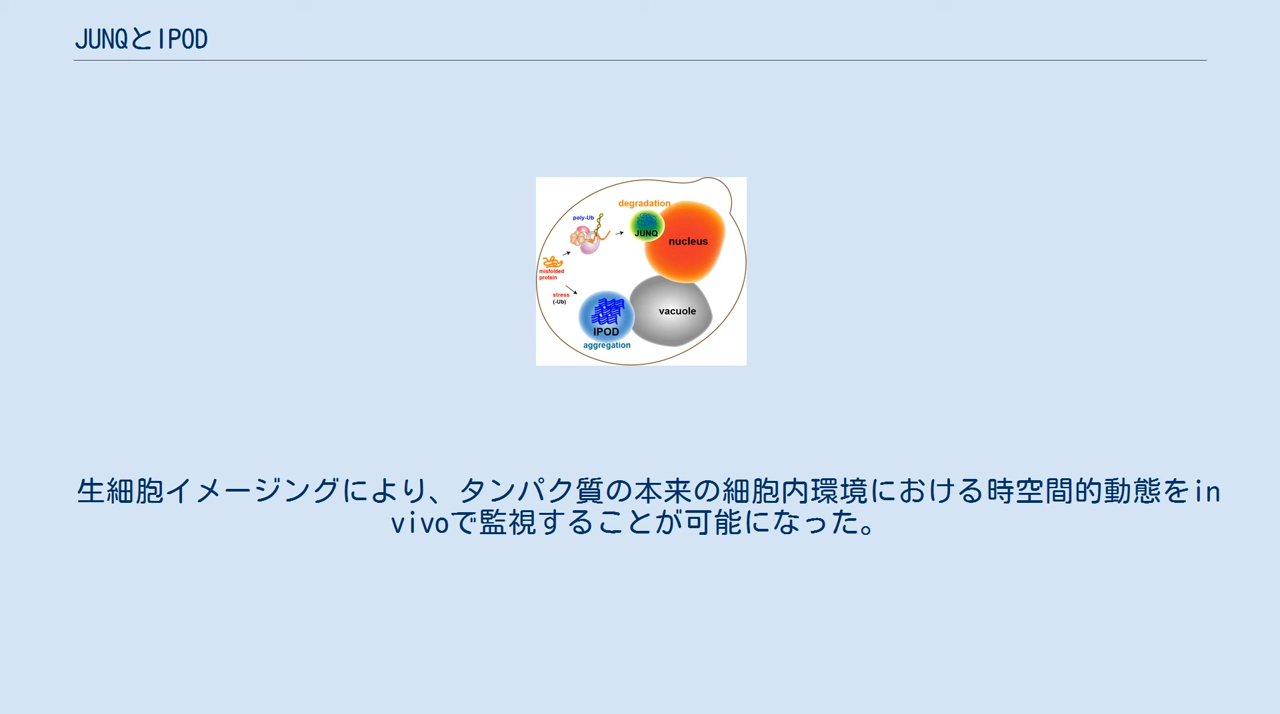 JUNQとIPOD
degradation
poly-Ub
JUNQ
nucleus
misfolded
protein
stress
(-Ub)
vacuole
IPOD
aggregation
生細胞イメージングにより、タンパク質の本来の細胞内環境における時空間的動態をin
vivoで監視することが可能になった。